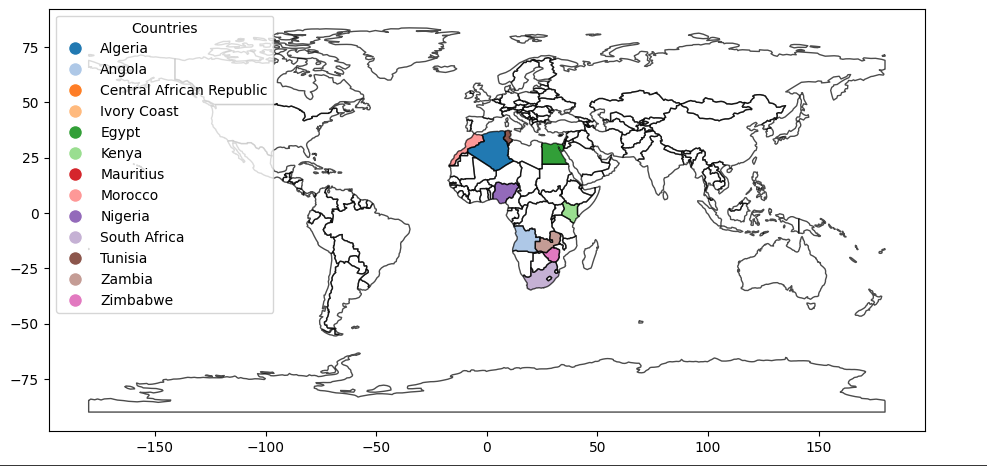 Countries
Algeria
Angola
Central African Republic
Ivory Coast
Egypt
Kenya
Mauritius
Morocco
Nigeria
South Africa
Tunisia
Zambia
Zimbabwe
75
50
25
0
−25
−50
−75
−150 −100 −50 0 50 100 150